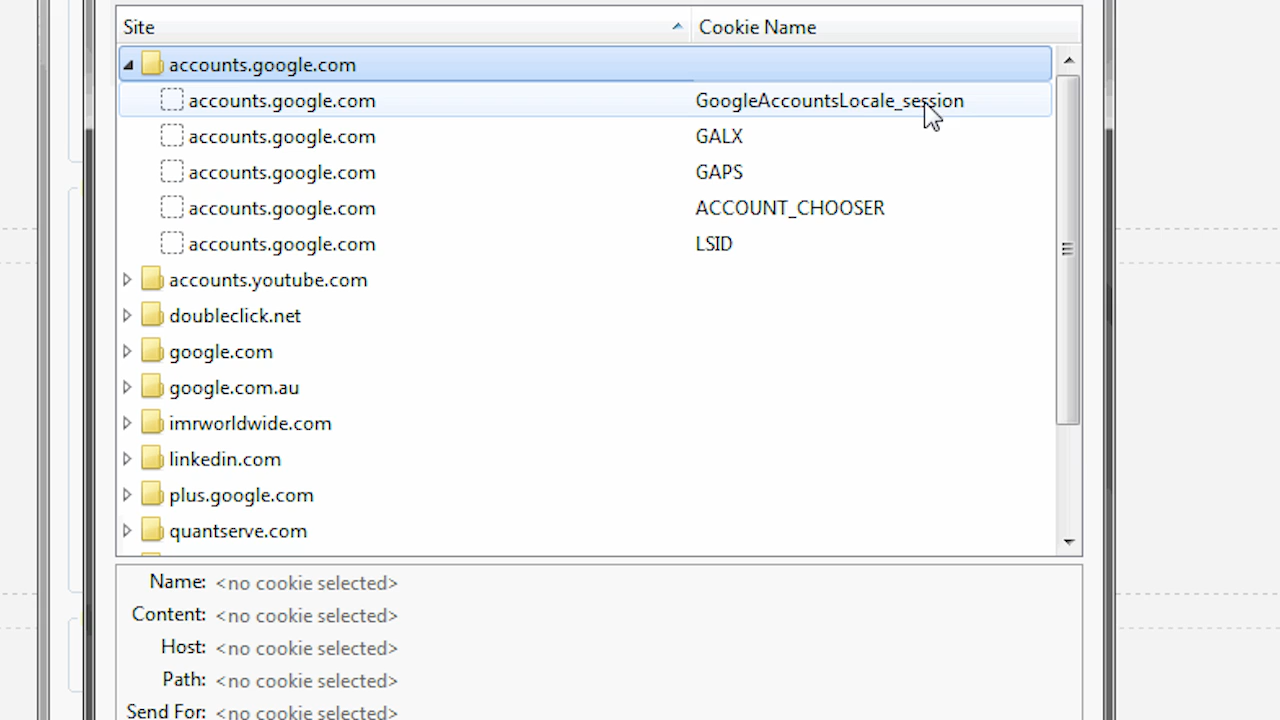 Site Cookie Name
accounts.google.com
accounts.google.com GoogleAccountsLocale_session
accounts.google.com GALX
accounts.google.com GAPS
accounts.google.com ACCOUNT_CHOOSER
accounts.google.com LSID
accounts.youtube.com
doubleclick.net
google.com
google.com.au
imrworldwide.com
linkedin.com
plus.google.com
quantserve.com
Name: <no cookie selected>
Content: <no cookie selected>
Host: <no cookie selected>
Path: <no cookie selected>
Send For: <no cookie selected>